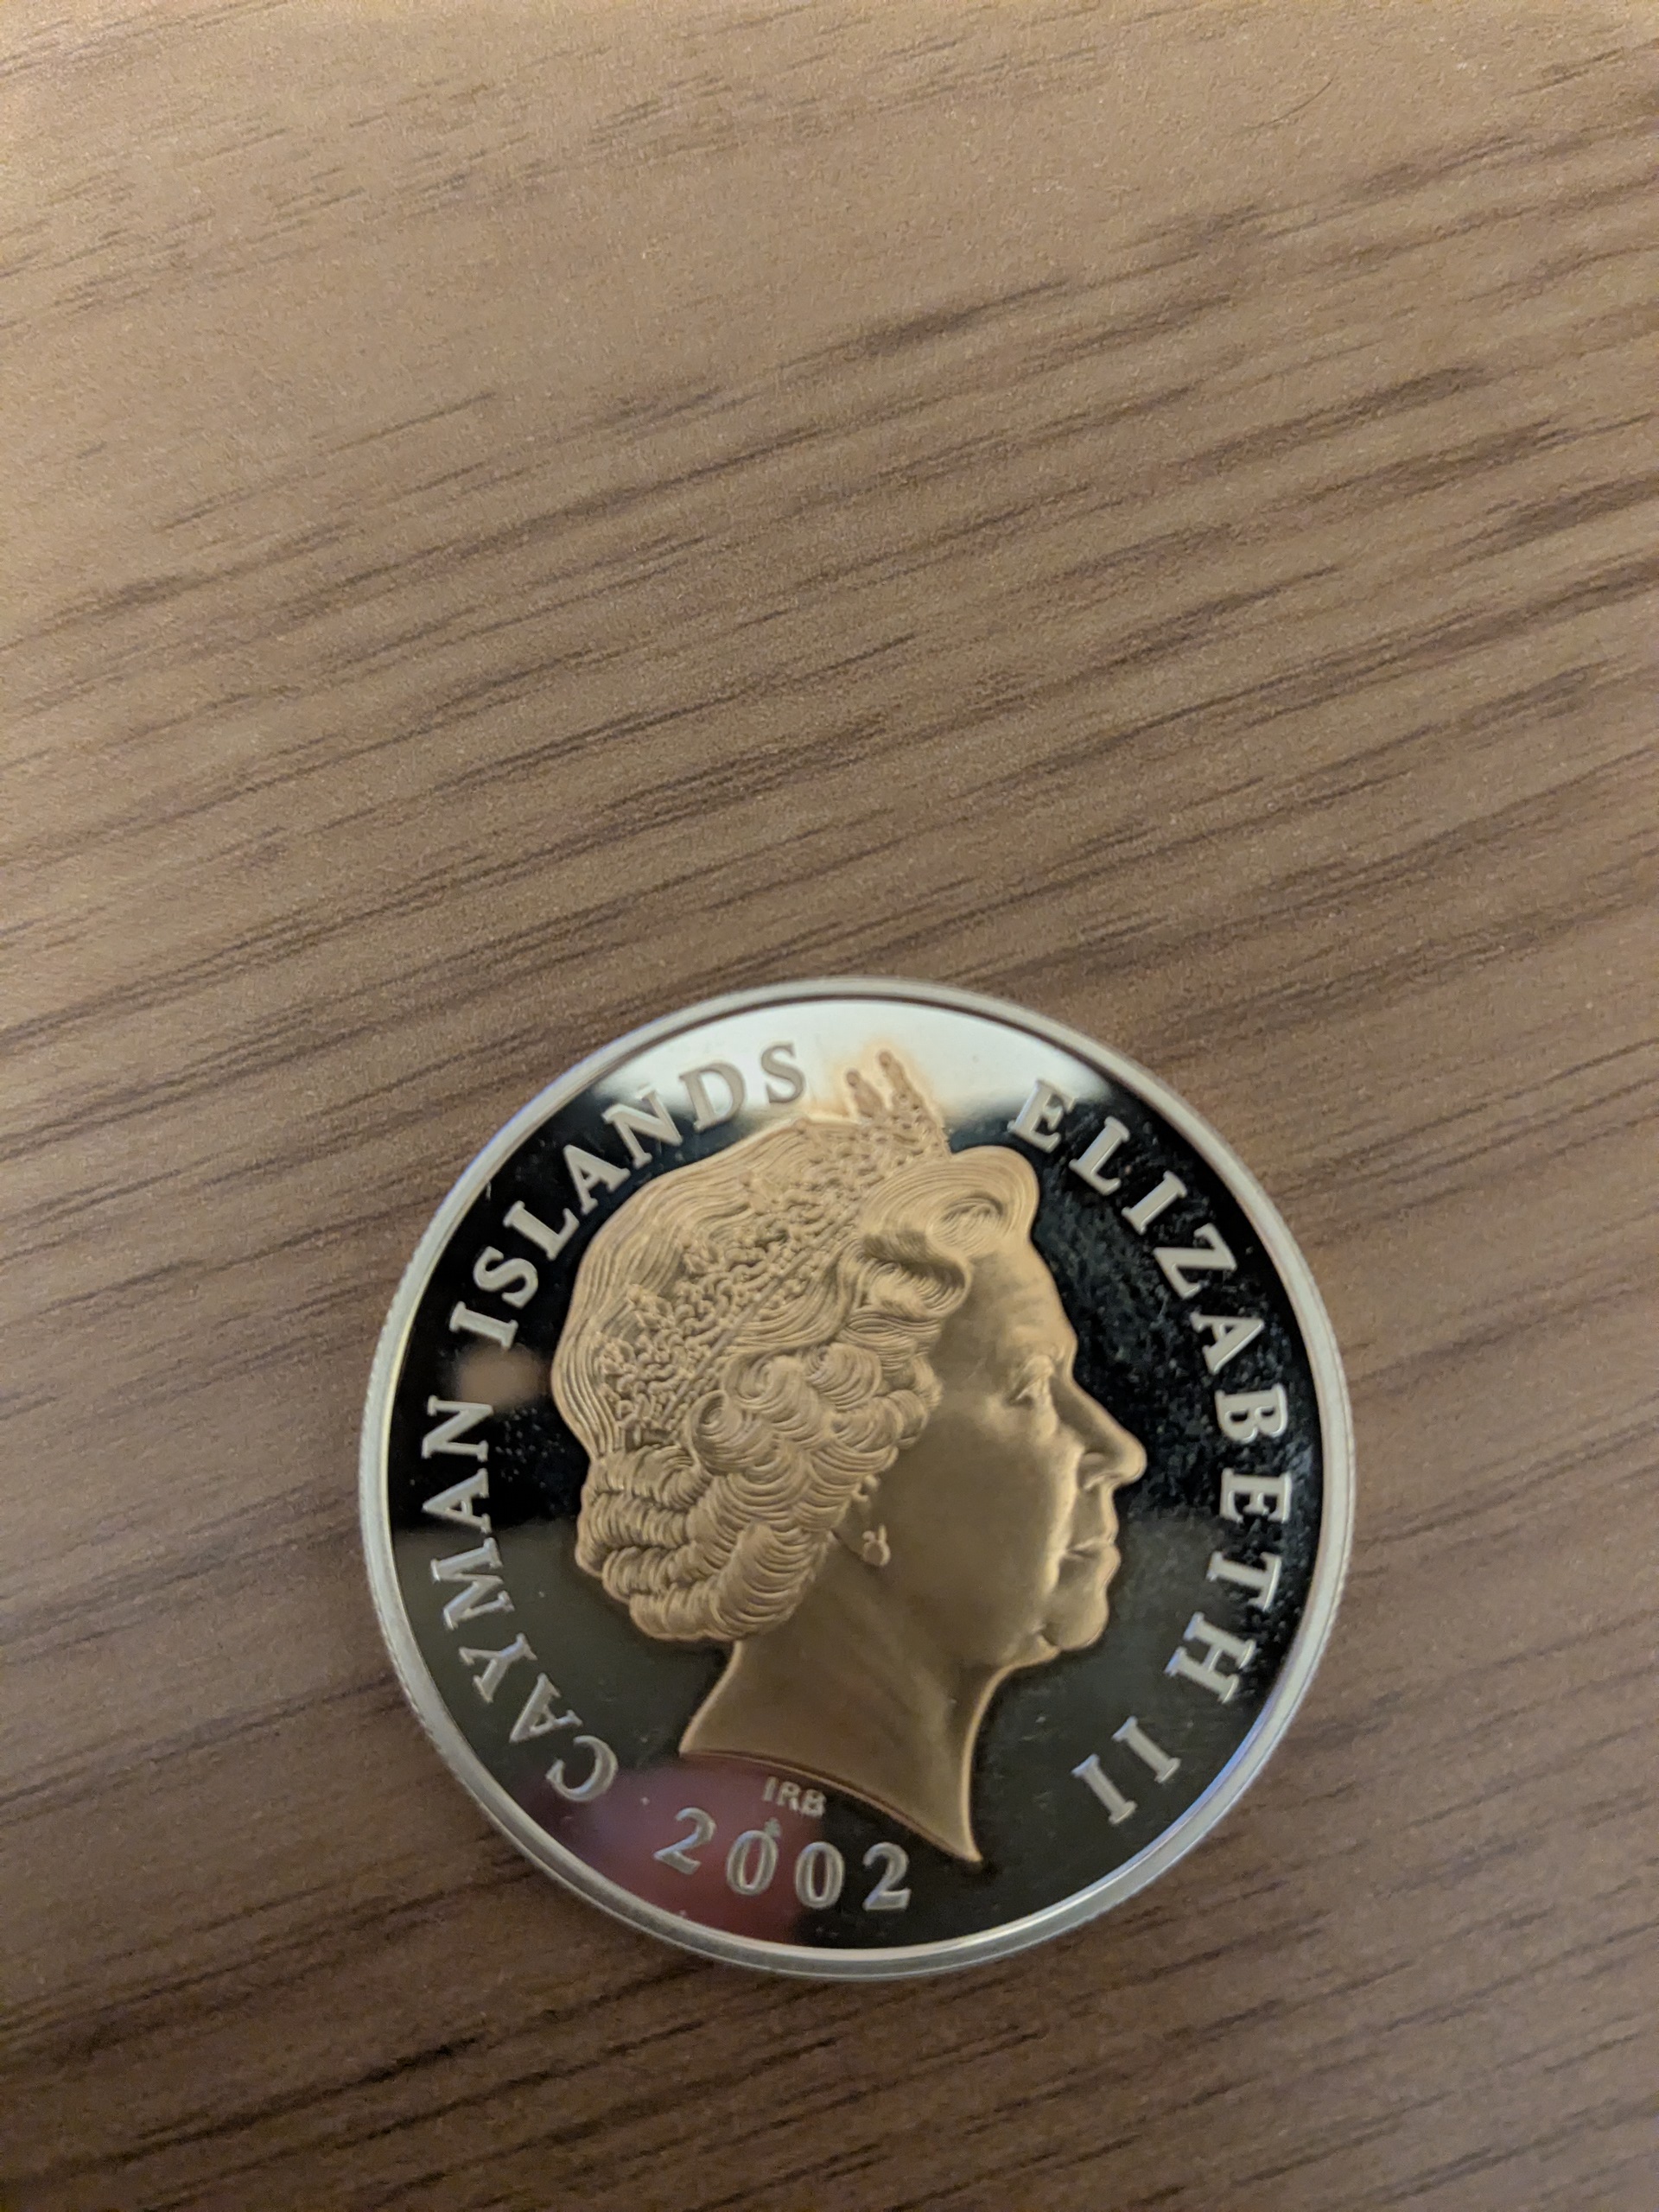 CAYMAN ISLANDS
ELIZABETH II
IRB
2002